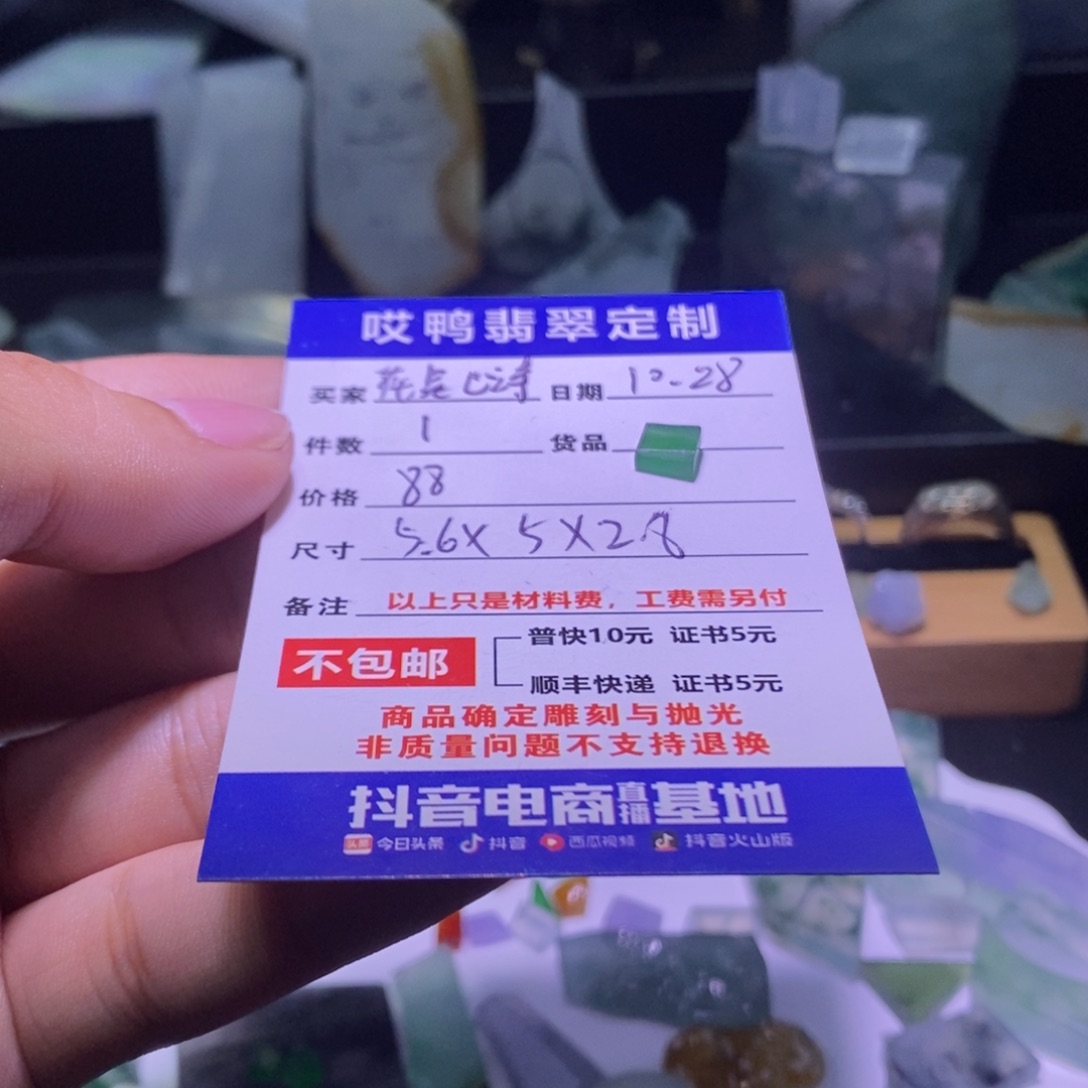 哎鸭翡翠定制
买家 日期 10.28
件数 1 货品
价格 88
尺寸 5.6X5X2.8
备注 以上只是材料费，工费需另付
不包邮
普快10元 证书5元
顺丰快递 证书5元
商品确定雕刻与抛光
非质量问题不支持退换
抖音电商直播基地
头条 今日头条 抖音 西瓜视频 抖音火山版